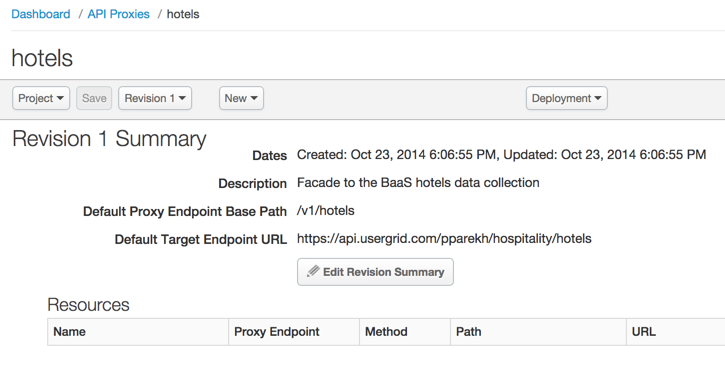 Dashboard / API Proxies / hotels
hotels
Project Save Revision 1 New Deployment
Revision 1 Summary
Dates Created: Oct 23, 2014 6:06:55 PM, Updated: Oct 23, 2014 6:06:55 PM
Description Facade to the BaaS hotels data collection
Default Proxy Endpoint Base Path /v1/hotels
Default Target Endpoint URL https://api.usergrid.com/pparekh/hospitality/hotels
Edit Revision Summary
Resources
Name Proxy Endpoint Method Path URL